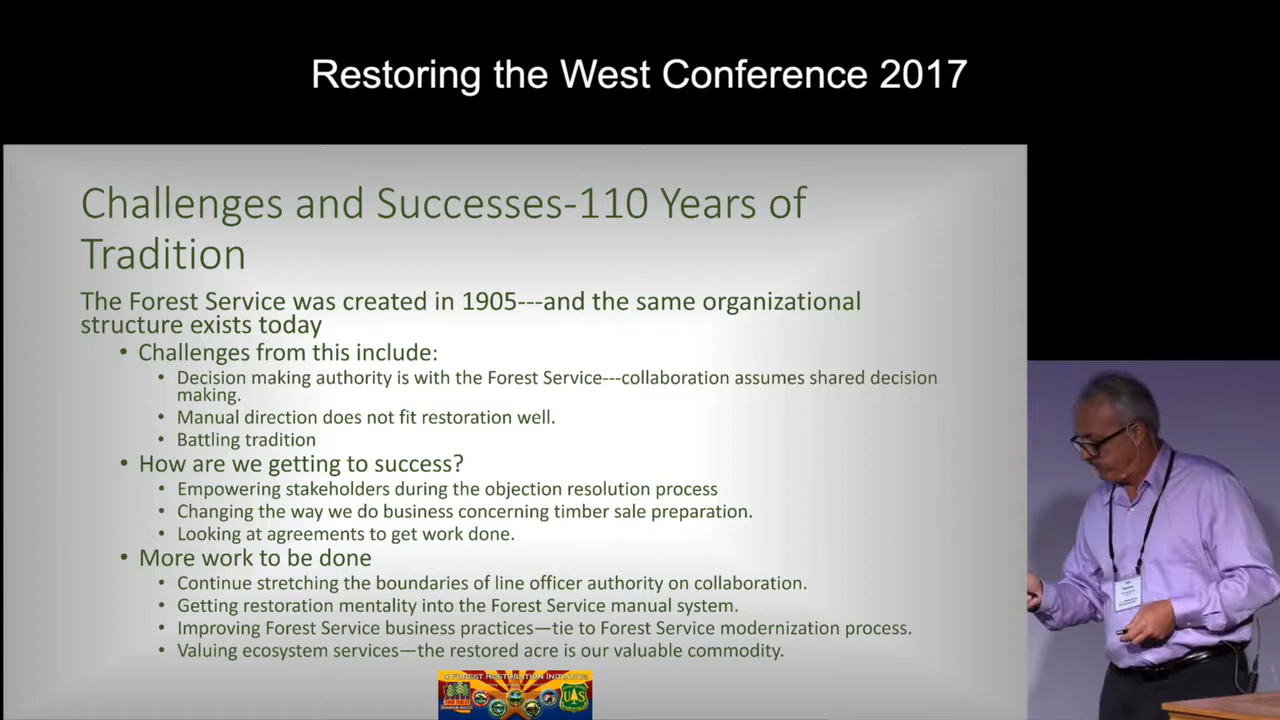 Restoring the West Conference 2017
Challenges and Successes-110 Years of
Tradition
The Forest Service was created in 1905---and the same organizational
structure exists today
• Challenges from this include:
• Decision making authority is with the Forest Service---collaboration assumes shared decision
making.
• Manual direction does not fit restoration well.
• Battling tradition
• How are we getting to success?
• Empowering stakeholders during the objection resolution process
• Changing the way we do business concerning timber sale preparation.
• Looking at agreements to get work done.
• More work to be done
• Continue stretching the boundaries of line officer authority on collaboration.
• Getting restoration mentality into the Forest Service manual system.
• Improving Forest Service business practices—tie to Forest Service modernization process.
• Valuing ecosystem services—the restored acre is our valuable commodity.
4 FOREST RESTORATION INITIATIVE
UAS